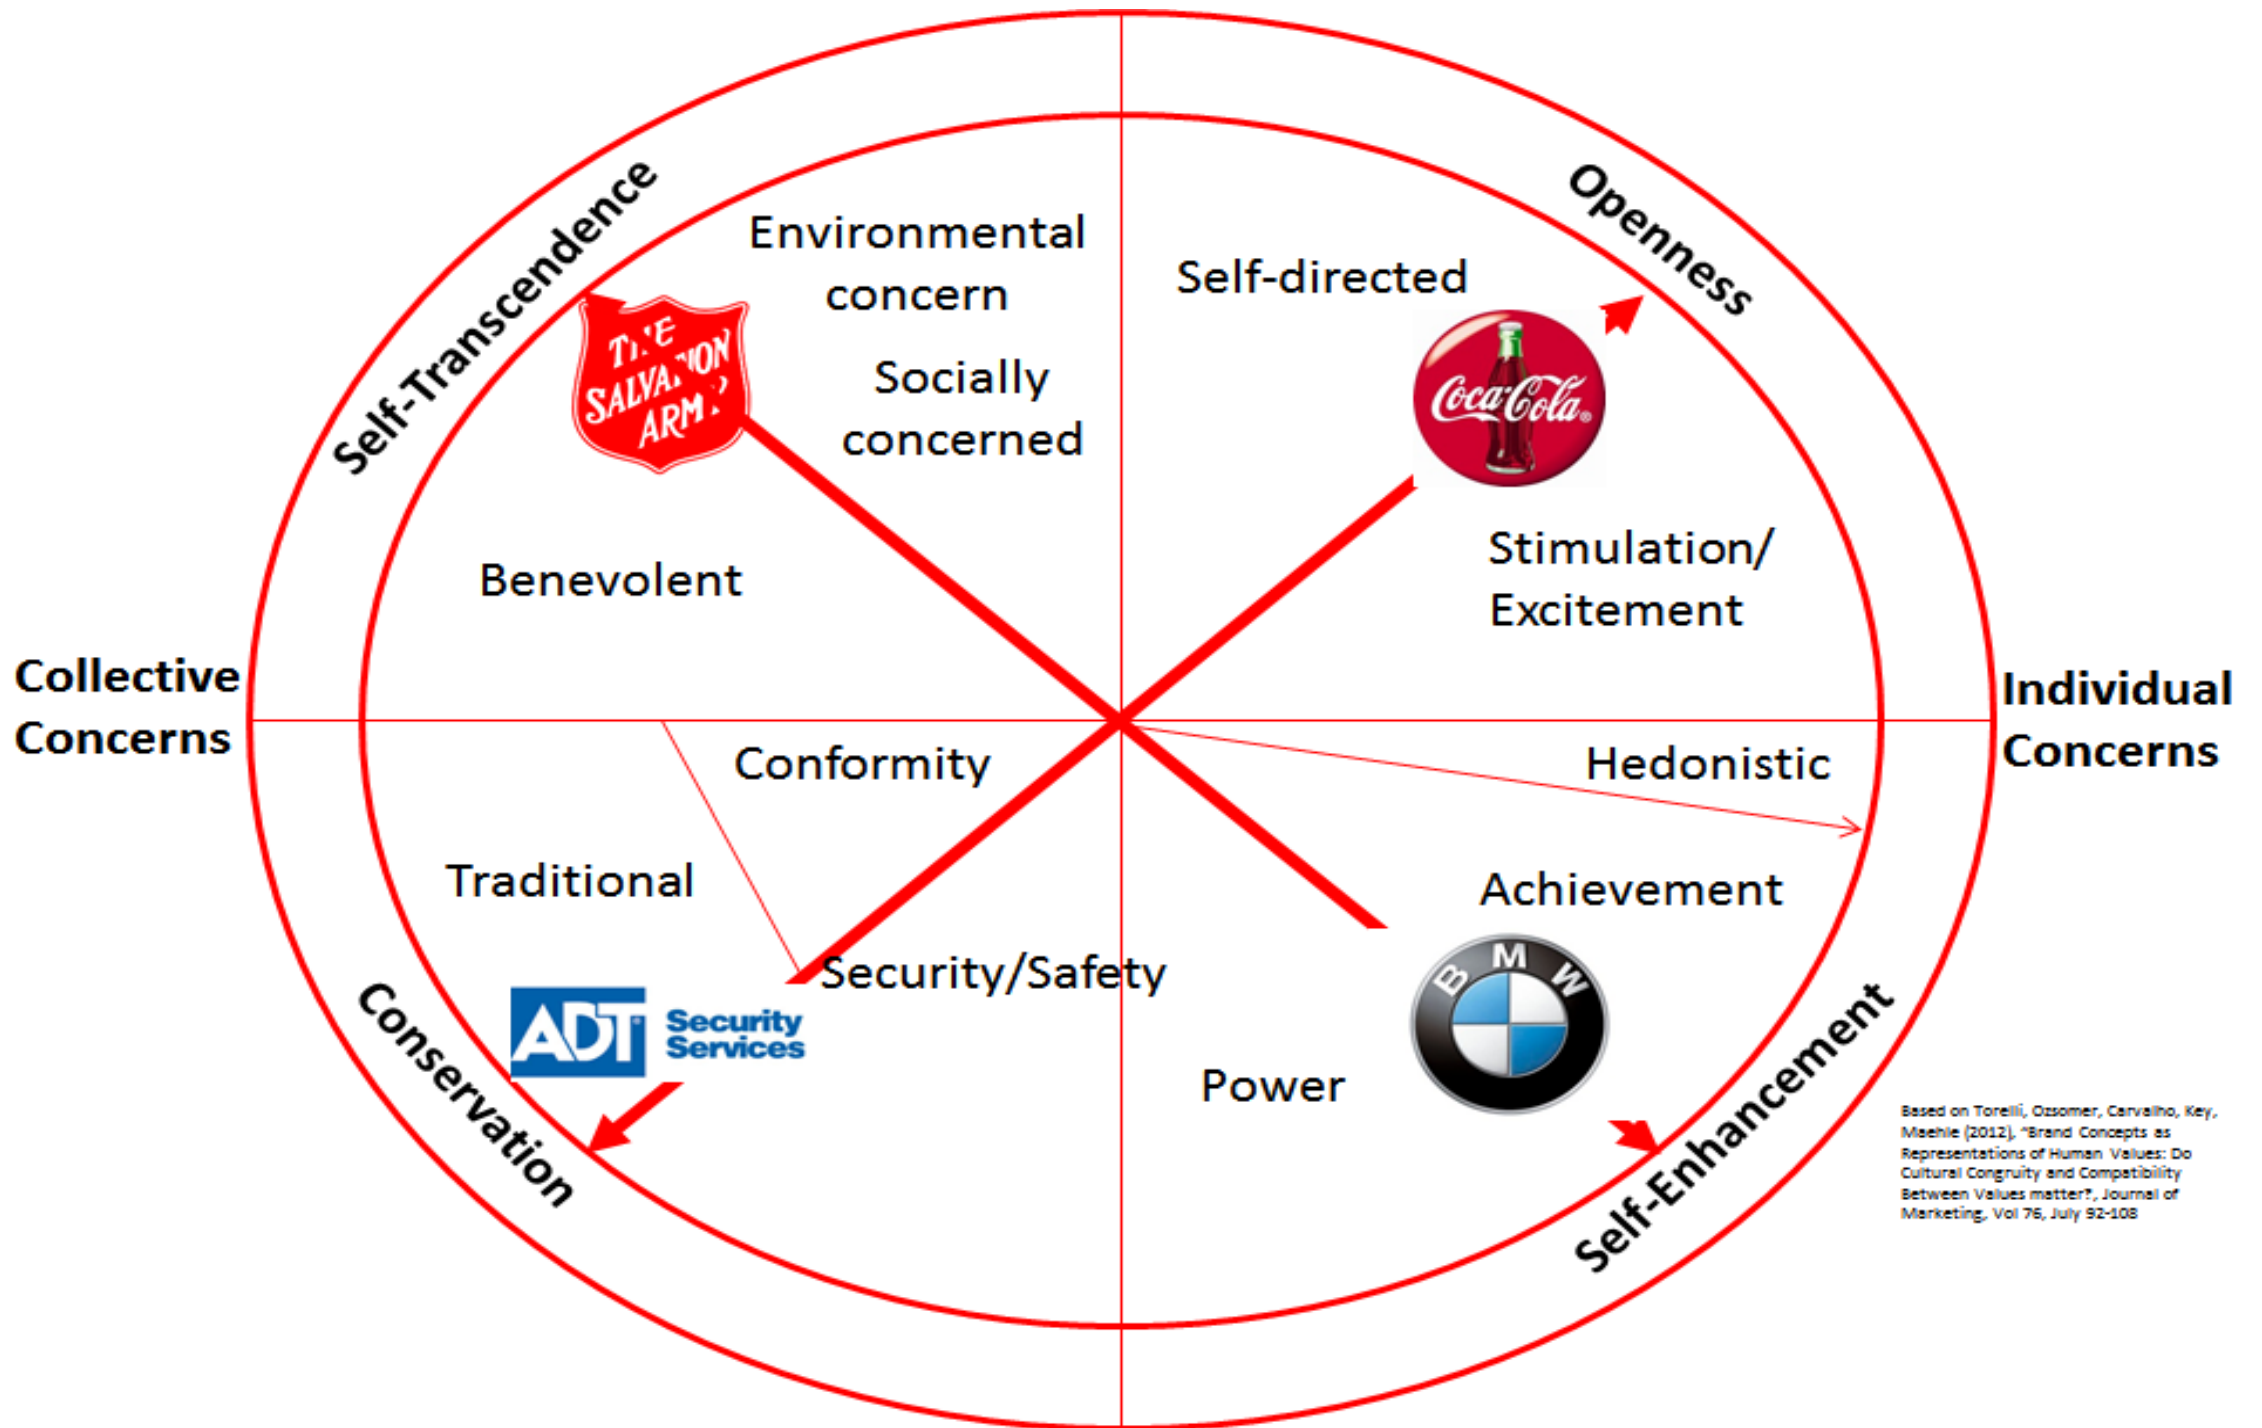 Self-Transcendence
Openness
Environmental
concern
Self-directed
THE
SALVATION
ARMY
Socially
concerned
Coca-Cola®
Benevolent
Stimulation/
Excitement
Collective
Concerns
Individual
Concerns
Conformity
Hedonistic
Traditional
Achievement
Security/Safety
ADT
Security
Services
BMW
Power
Conservation
Self-Enhancement
Based on Torelli, Ozsomer, Carvalho, Key,
Maehle (2012), “Brand Concepts as
Representations of Human Values: Do
Cultural Congruity and Compatibility
Between Values matter?, Journal of
Marketing, Vol 76, July 92-108